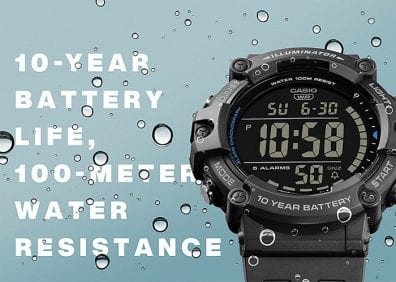 10-YEAR
BATTERY
LIFE,
100-METER
WATER
RESISTANCE
ILLUMINATOR
WATER 100M RESIST
LIGHT
CASIO
WR
SU 6-30
P 10:58
5 ALARMS
50
MODE
START
10 YEAR BATTERY